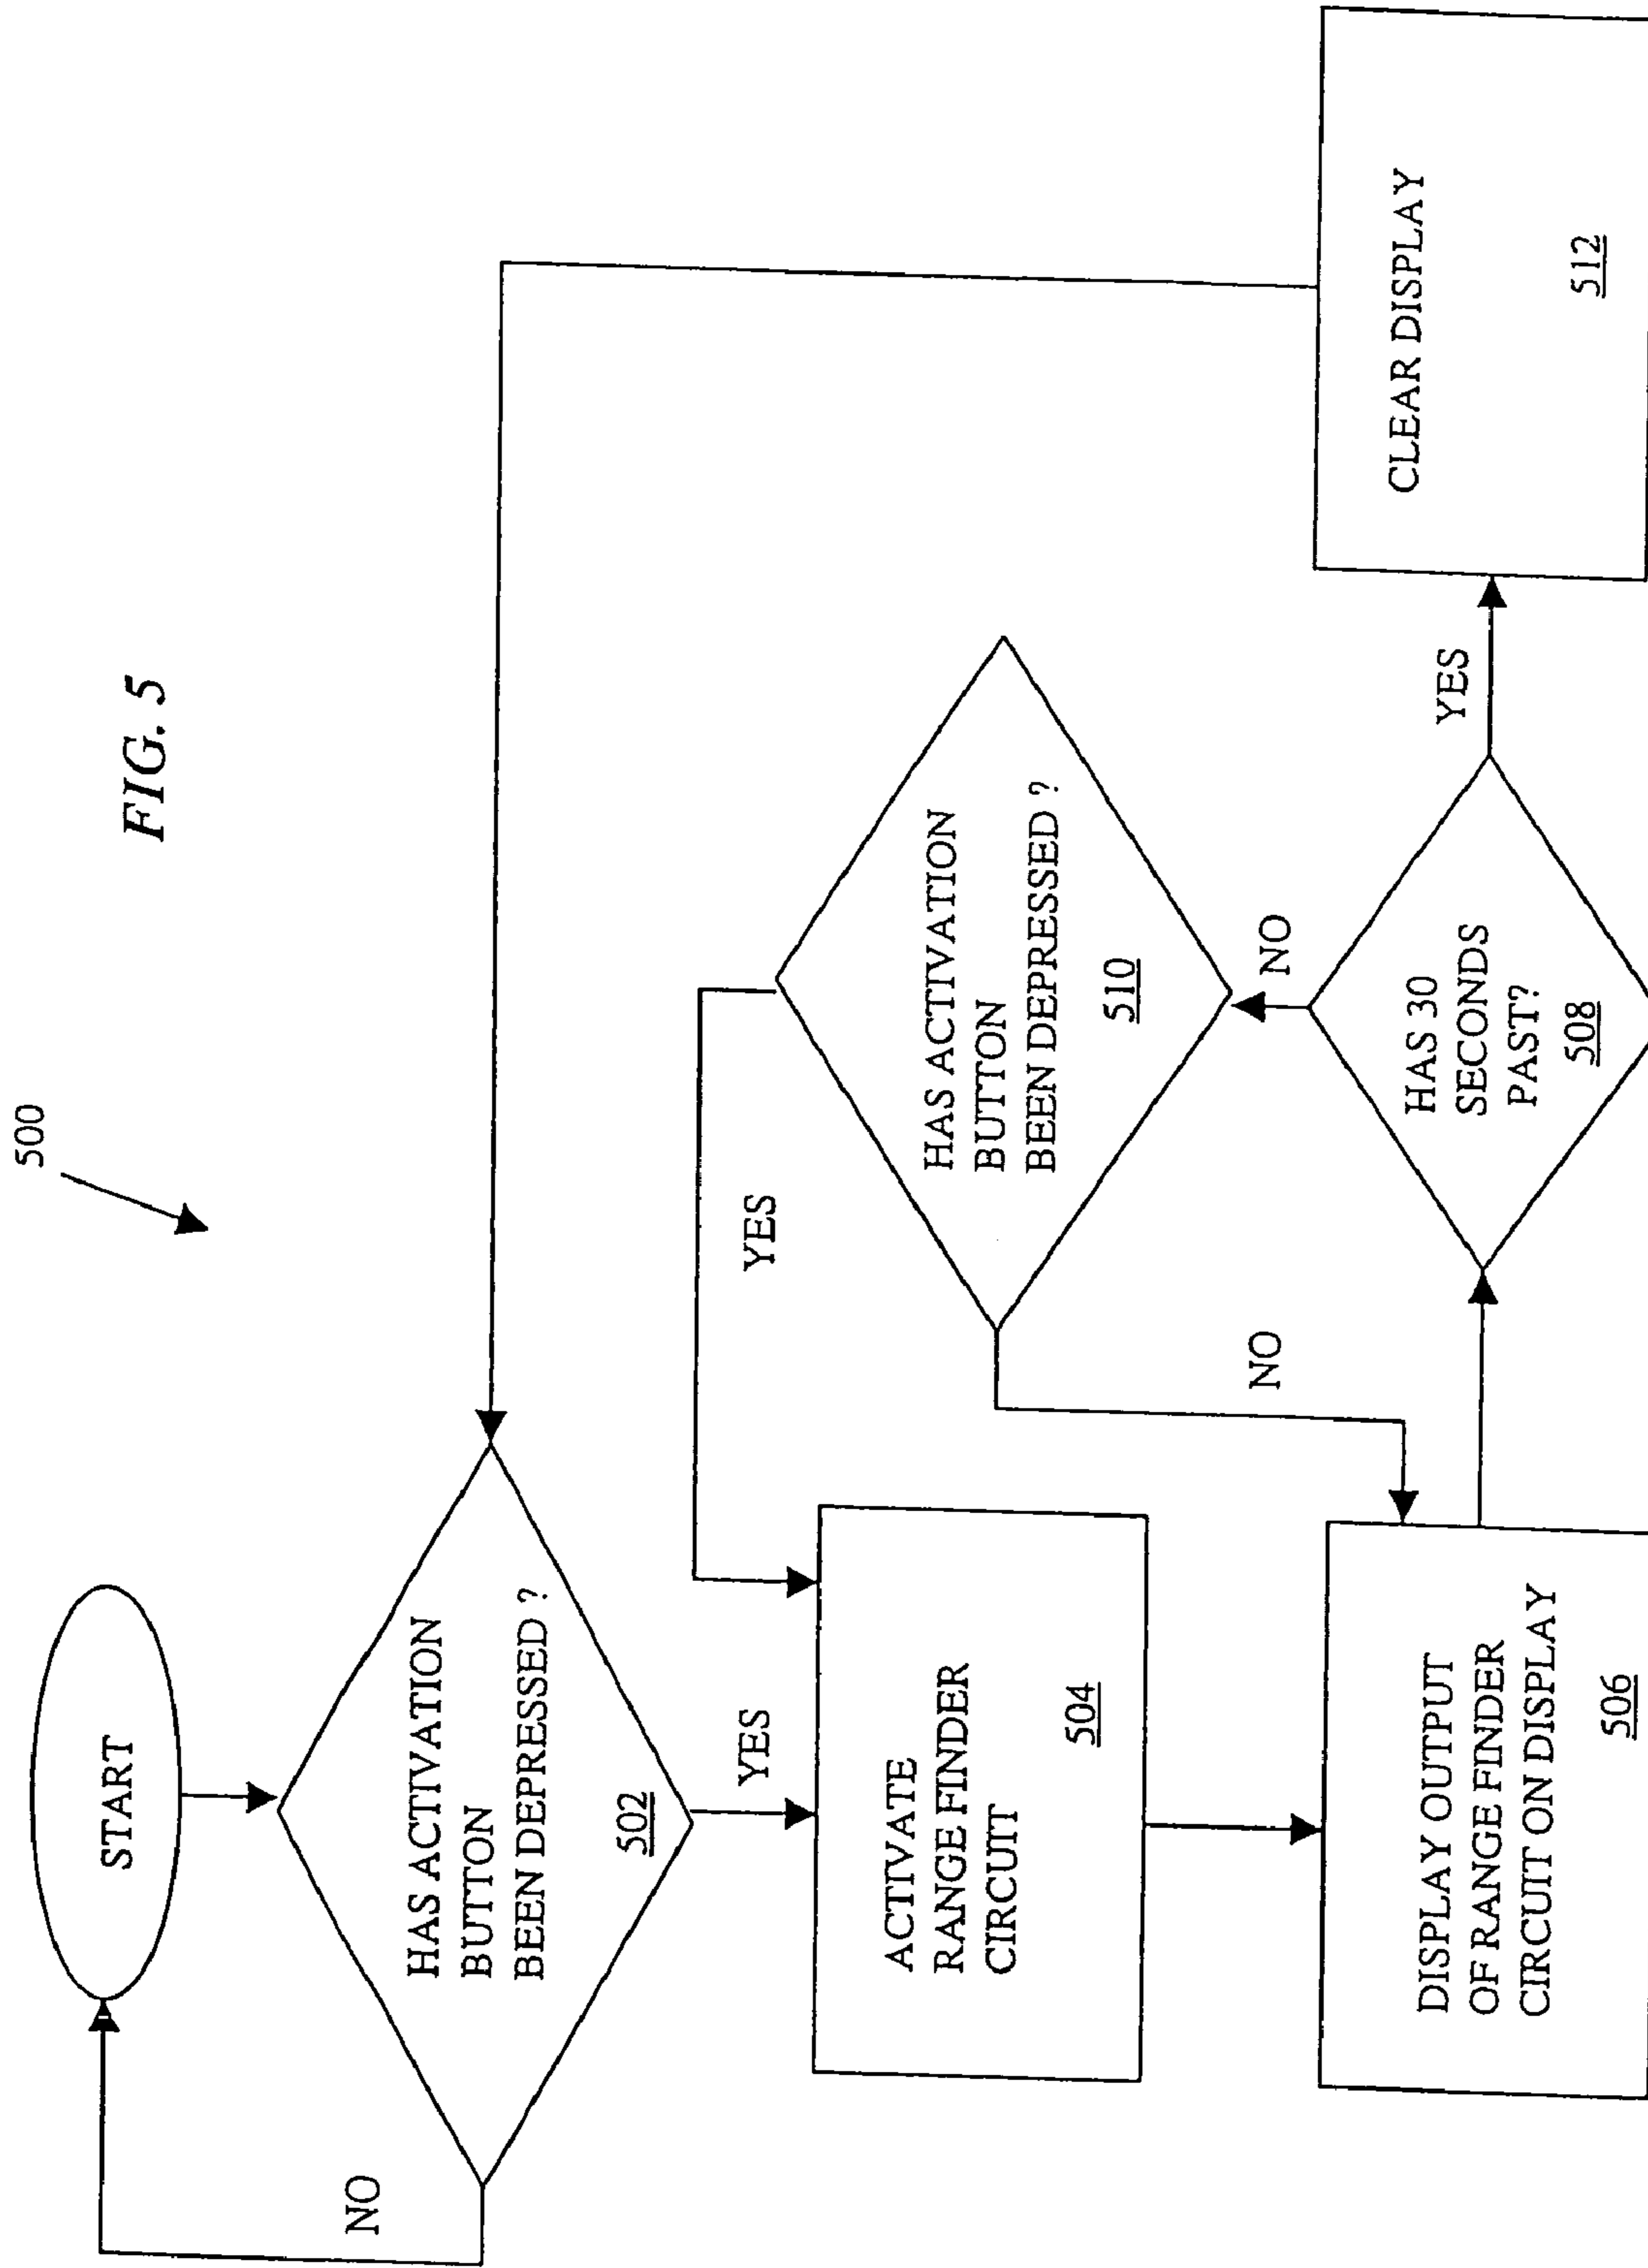 FIG. 5
500
START
NO
HAS ACTIVATION
BUTTON
BEEN DEPRESSED ?
502
YES
ACTIVATE
RANGE FINDER
CIRCUIT
504
YES
HAS ACTIVATION
BUTTON
BEEN DEPRESSED ?
510
NO
NO
DISPLAY OUTPUT
OF RANGE FINDER
CIRCUIT ON DISPLAY
506
HAS 30
SECONDS
PAST?
508
YES
CLEAR DISPLAY
512